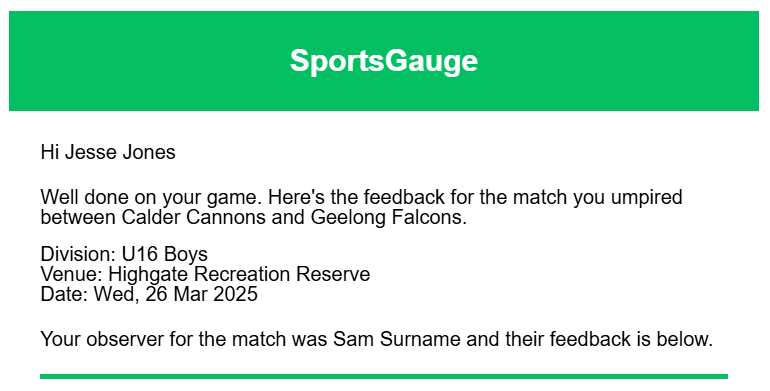 SportsGauge
Hi Jesse Jones
Well done on your game. Here's the feedback for the match you umpired
between Calder Cannons and Geelong Falcons.
Division: U16 Boys
Venue: Highgate Recreation Reserve
Date: Wed, 26 Mar 2025
Your observer for the match was Sam Surname and their feedback is below.